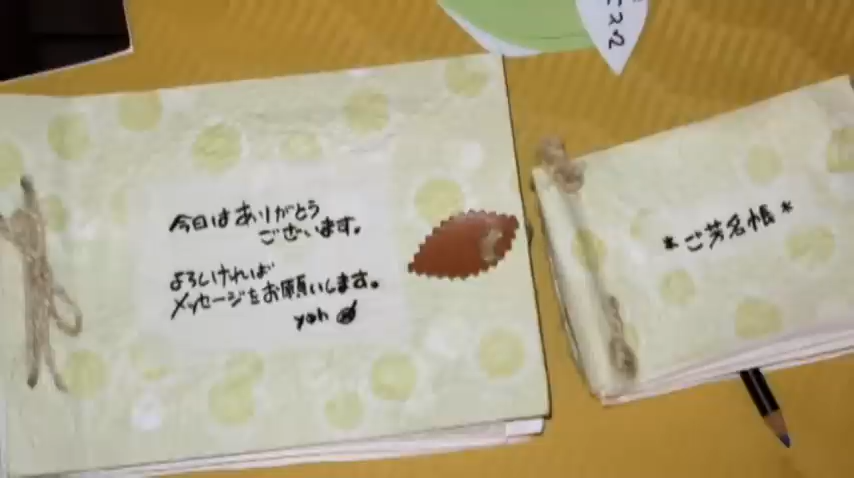 今日はありがとう
ございます。
よろしければ
メッセージをお願いします。
yoh
*ご芳名帳*